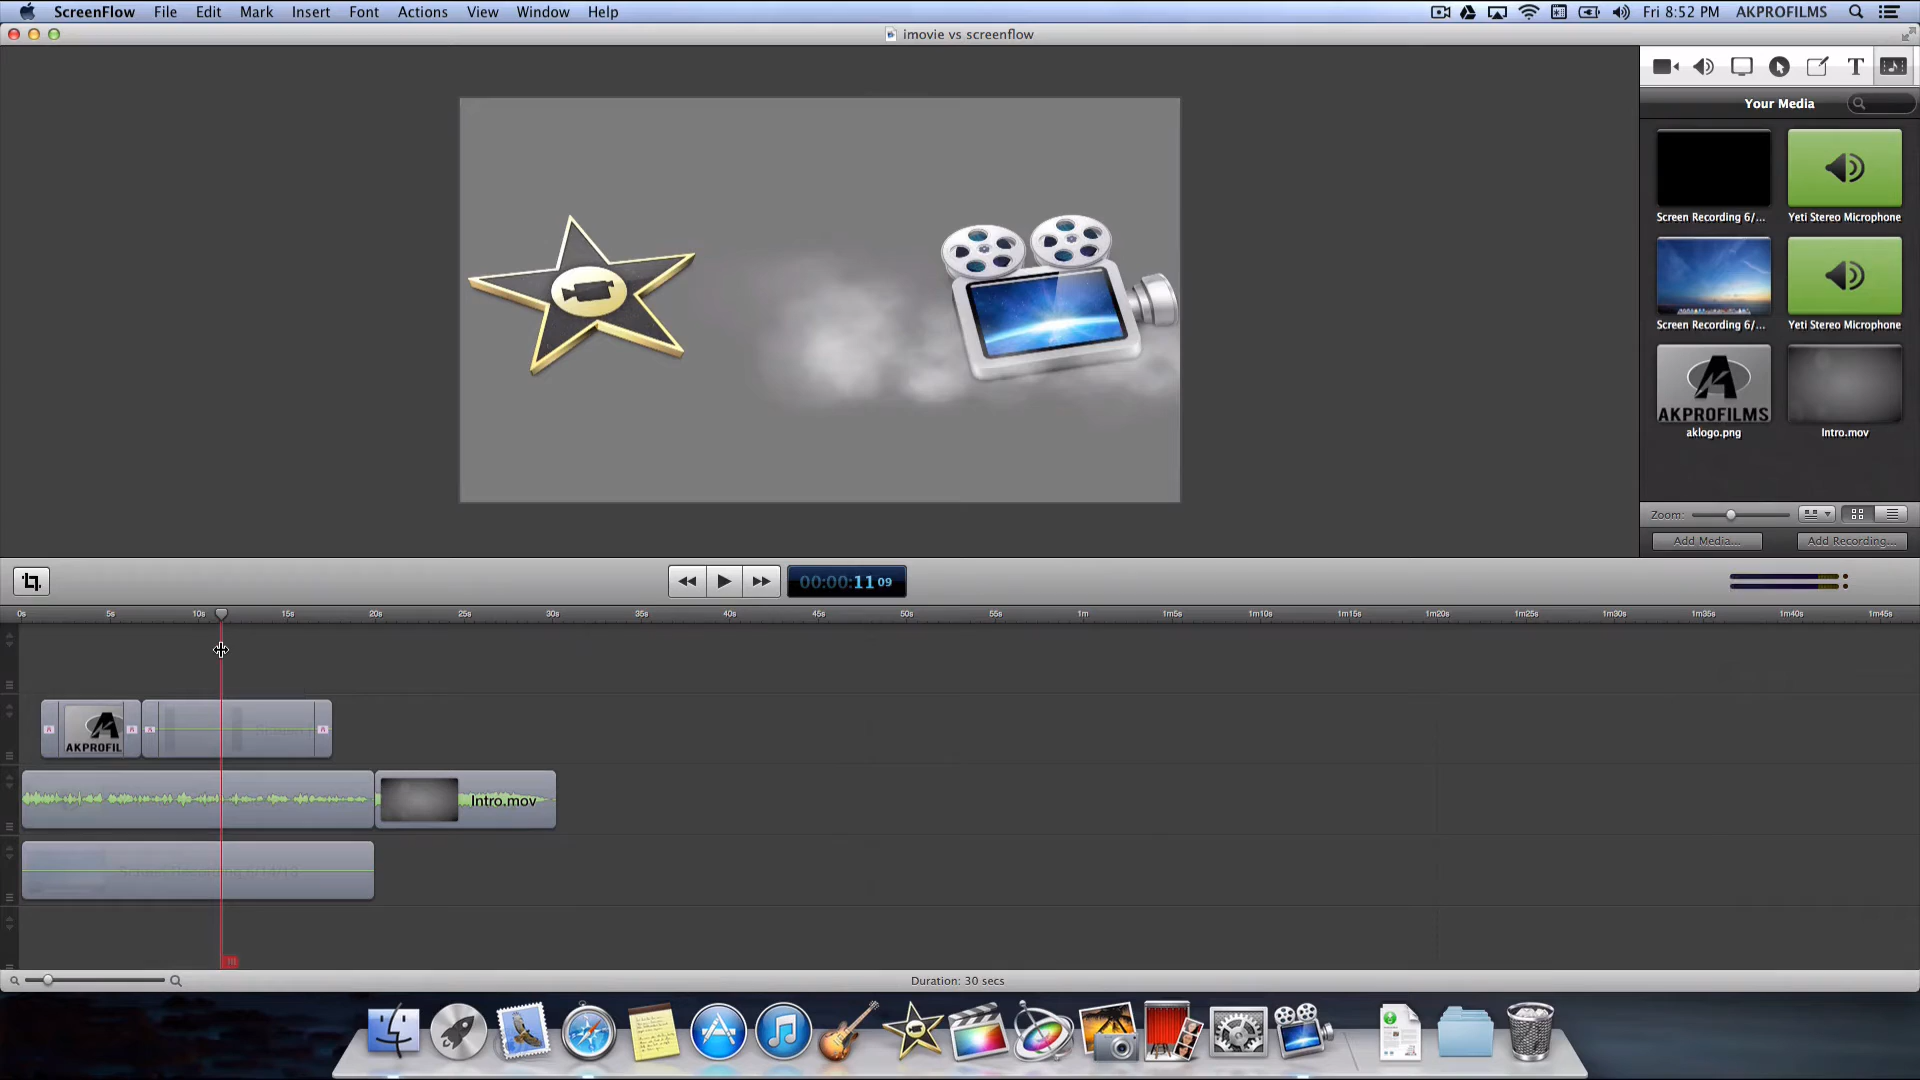 ScreenFlow File Edit Mark Insert Font Actions View Window Help Fri 8:52 PM AKPROFILMS
imovie vs screenflow
T
Your Media
Screen Recording 6/... Yeti Stereo Microphone
Screen Recording 6/... Yeti Stereo Microphone
AKPROFILMS
aklogo.png Intro.mov
Zoom:
Add Media... Add Recording...
00:00:11 09
0s 5s 10s 15s 20s 25s 30s 35s 40s 45s 50s 55s 1m 1m5s 1m10s 1m15s 1m20s 1m25s 1m30s 1m35s 1m40s 1m45s
AKPROFIL
Intro.mov
Duration: 30 secs